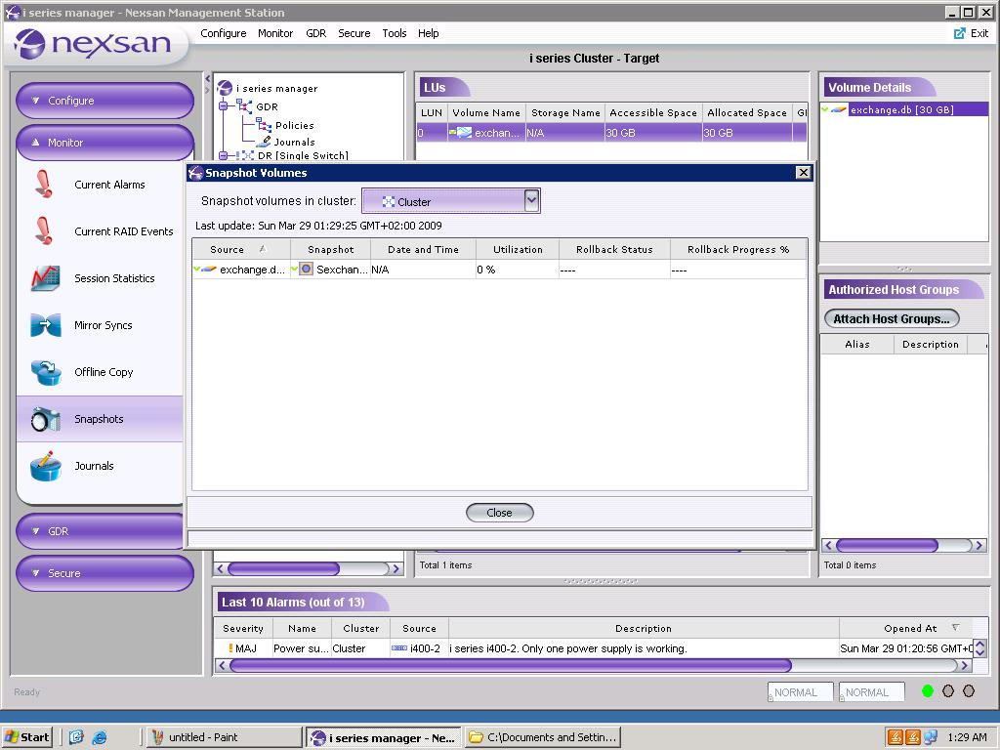 i series manager - Nexsan Management Station
nexsan
Configure Monitor GDR Secure Tools Help
Exit
i series Cluster - Target
Configure
Monitor
Current Alarms
Current RAID Events
Session Statistics
Mirror Syncs
Offline Copy
Snapshots
Journals
GDR
Secure
i series manager
GDR
Policies
Journals
DR [Single Switch]
LUs
LUN Volume Name Storage Name Accessible Space Allocated Space
0 exchan... N/A 30 GB 30 GB
Volume Details
exchange.db [30 GB]
Snapshot Volumes
Snapshot volumes in cluster: Cluster
Last update: Sun Mar 29 01:29:25 GMT+02:00 2009
Source Snapshot Date and Time Utilization Rollback Status Rollback Progress %
exchange.d... Sexchan... N/A 0 % ---- ----
Close
Authorized Host Groups
Attach Host Groups...
Alias Description
Total 1 items
Total 0 items
Last 10 Alarms (out of 13)
Severity Name Cluster Source Description Opened At
MAJ Power su... Cluster i400-2 i series i400-2. Only one power supply is working. Sun Mar 29 01:20:56 GMT+0
Ready
NORMAL NORMAL
Start untitled - Paint i series manager - Ne... C:\Documents and Settin... 1:29 AM